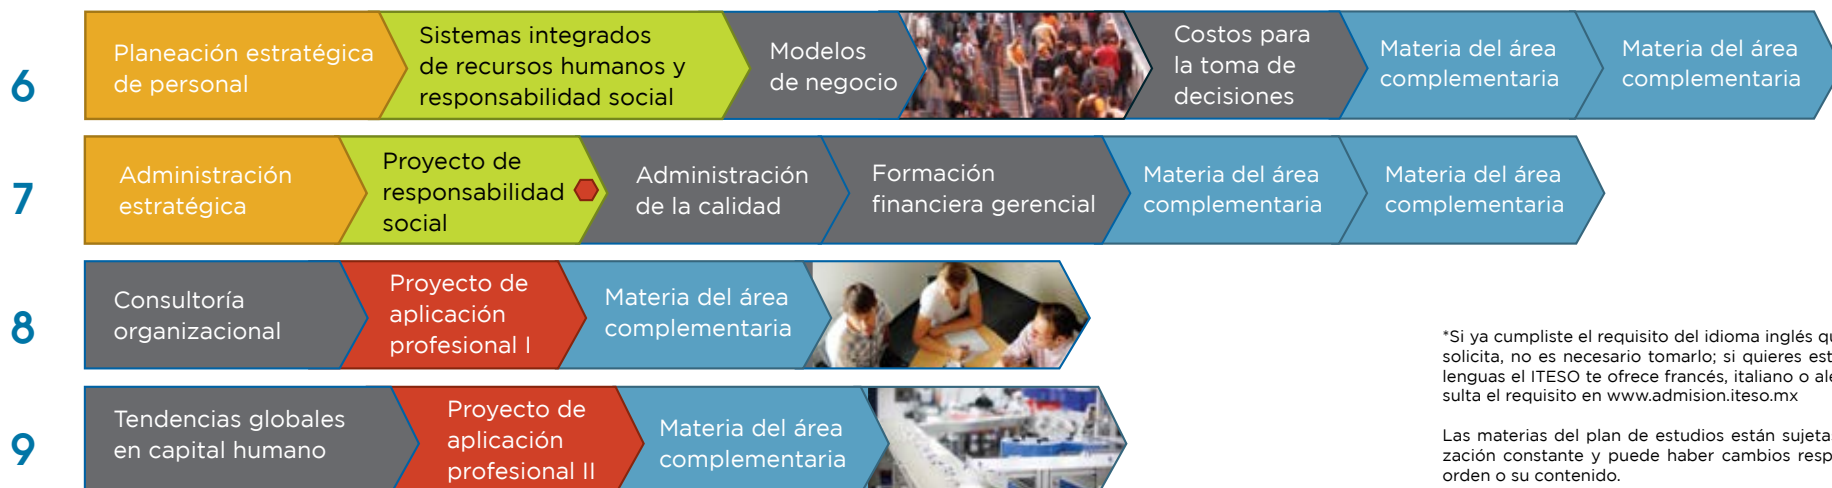 6
Planeación estratégica
de personal
Sistemas integrados
de recursos humanos y
responsabilidad social
Modelos
de negocio
Costos para
la toma de
decisiones
Materia del área
complementaria
Materia del área
complementaria
7
Administración
estratégica
Proyecto de
responsabilidad
social
Administración
de la calidad
Formación
financiera gerencial
Materia del área
complementaria
Materia del área
complementaria
8
Consultoría
organizacional
Proyecto de
aplicación
profesional I
Materia del área
complementaria
9
Tendencias globales
en capital humano
Proyecto de
aplicación
profesional II
Materia del área
complementaria
*Si ya cumpliste el requisito del idioma inglés
solicita, no es necesario tomarlo; si quieres
lenguas el ITESO te ofrece francés, italiano o
sulta el requisito en www.admision.iteso.mx
Las materias del plan de estudios están
zación constante y puede haber cambios
orden o su contenido.